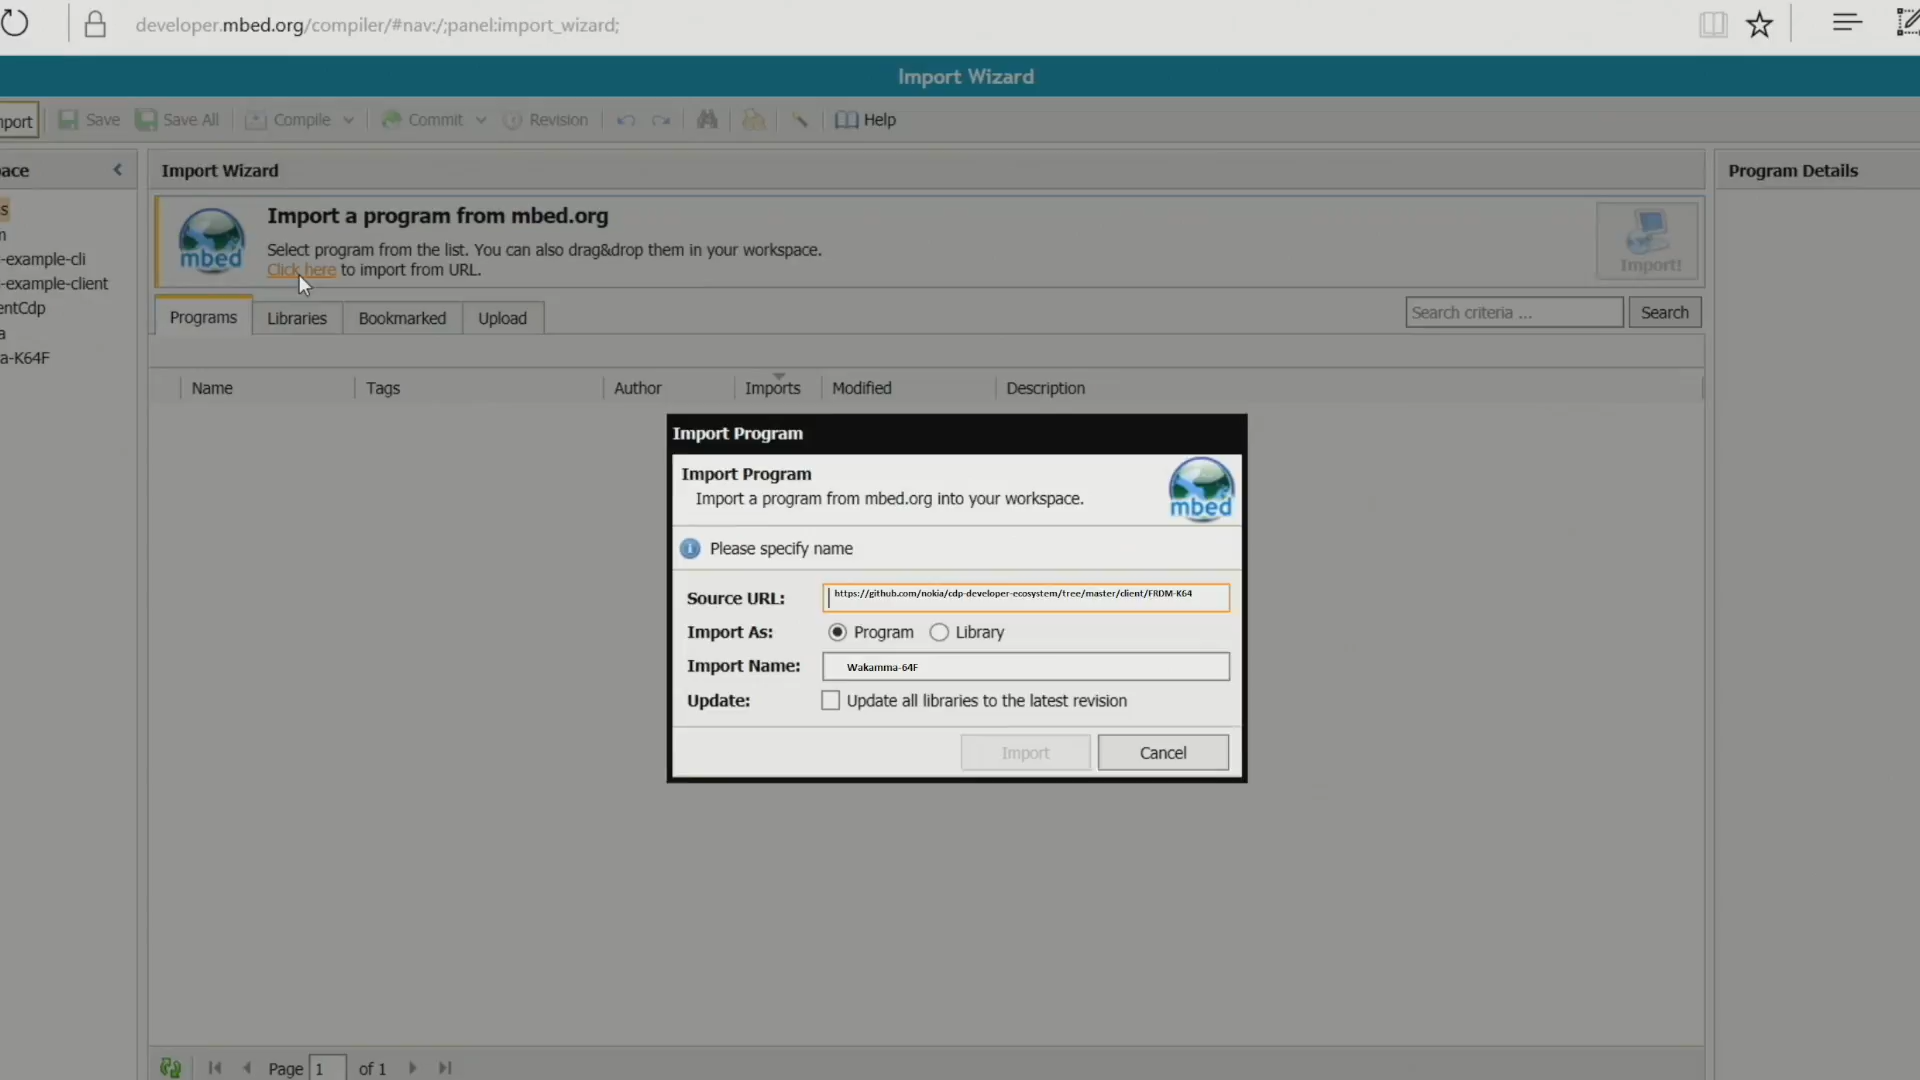 developer.mbed.org/compiler/#nav:/;panel:import_wizard;
Import Wizard
mport Save Save All Compile Commit Revision Help
ace
Import Wizard
Program Details
mbed
Import a program from mbed.org
Select program from the list. You can also drag&drop them in your workspace.
Click here to import from URL.
Import!
s
-example-cli
-example-client
entCdp
a
a-K64F
Programs Libraries Bookmarked Upload
Search criteria ... Search
Name Tags Author Imports Modified Description
Import Program
Import Program
Import a program from mbed.org into your workspace.
mbed
Please specify name
Source URL: https://github.com/nokia/cdp-developer-ecosystem/tree/master/client/FRDM-K64
Import As: Program Library
Import Name: Wakamma-64F
Update: Update all libraries to the latest revision
Import Cancel
Page 1 of 1